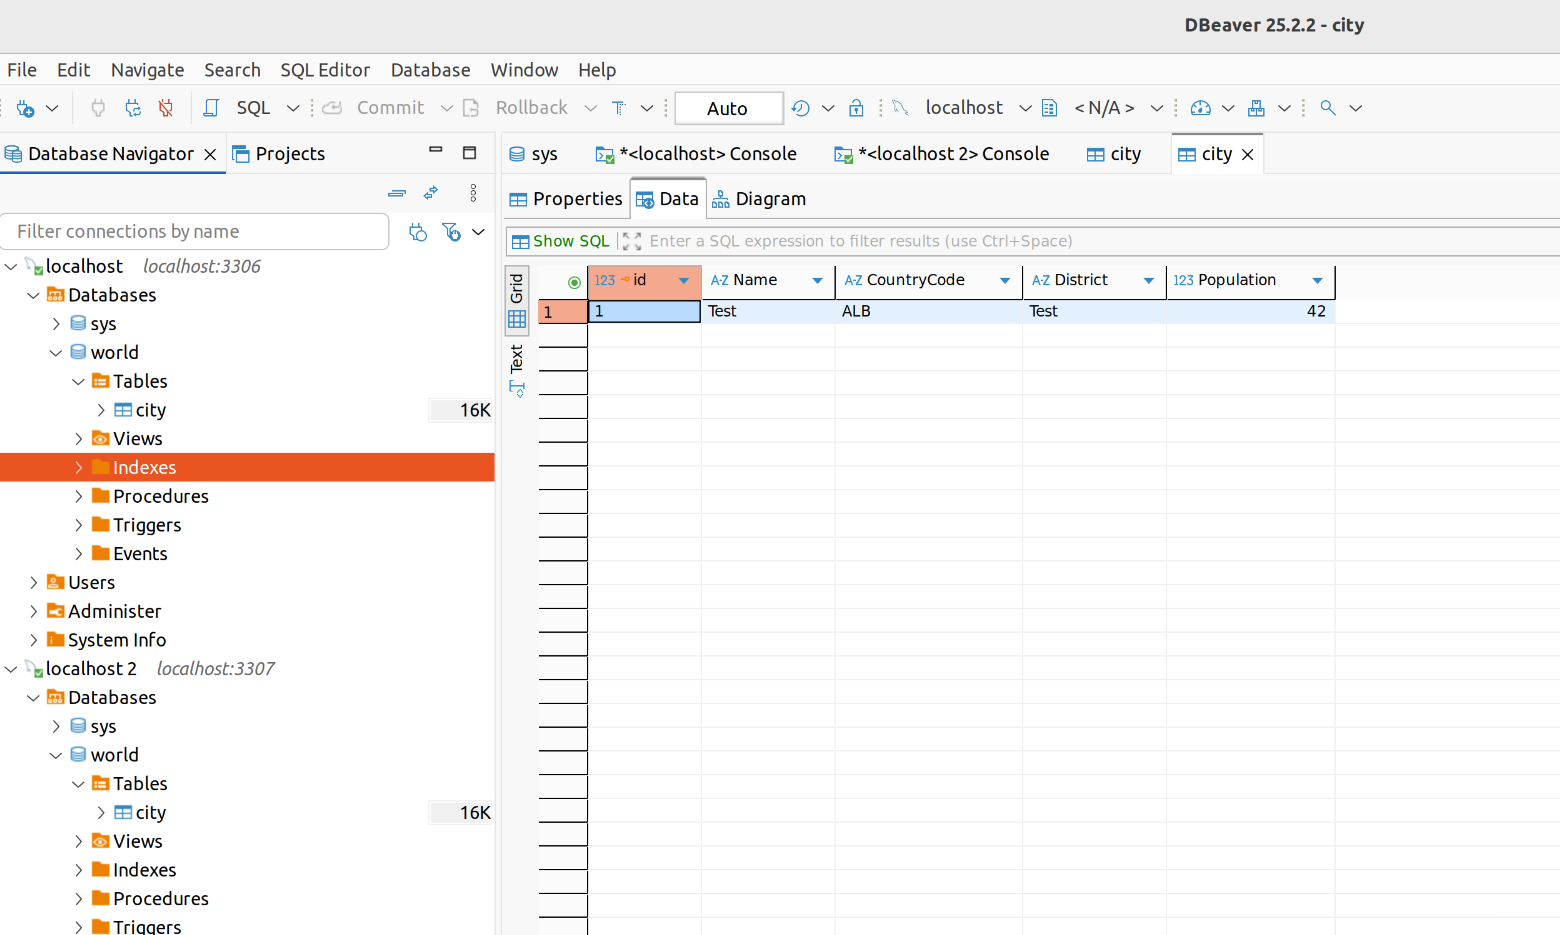 DBeaver 25.2.2 - city
File Edit Navigate Search SQL Editor Database Window Help
SQL Commit Rollback Auto localhost < N/A >
Database Navigator Projects
sys *<localhost> Console *<localhost 2> Console city city
Properties Data Diagram
Filter connections by name
Show SQL Enter a SQL expression to filter results (use Ctrl+Space)
localhost localhost:3306
Databases
sys
world
Tables
city 16K
Views
Indexes
Procedures
Triggers
Events
Users
Administer
System Info
localhost 2 localhost:3307
Databases
sys
world
Tables
city 16K
Views
Indexes
Procedures
Triggers
Grid
Text
123 id A-Z Name A-Z CountryCode A-Z District 123 Population
1 1 Test ALB Test 42